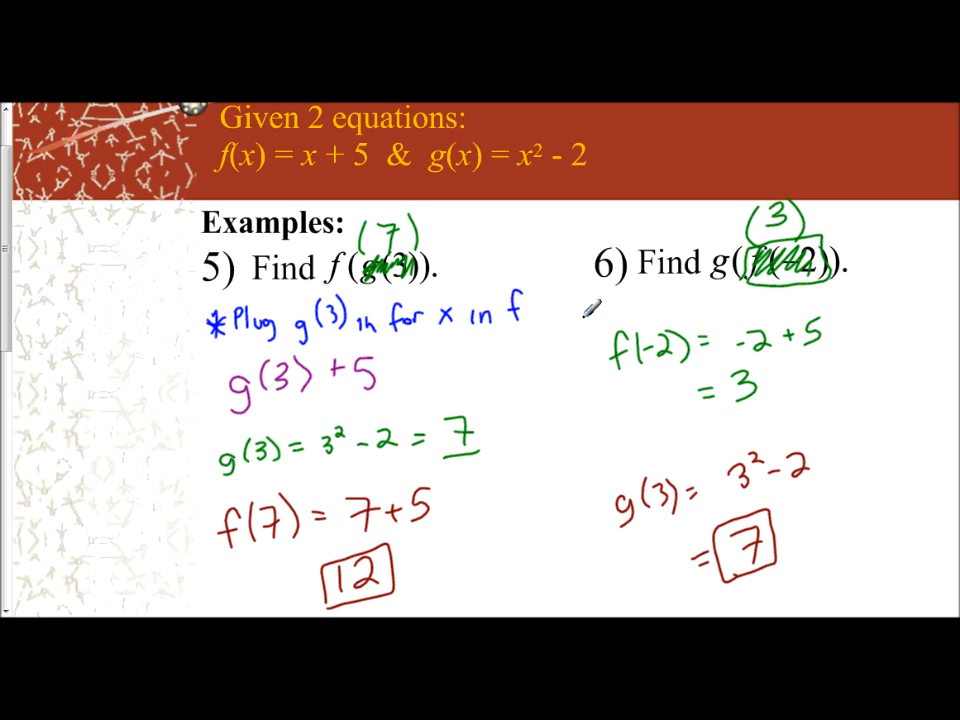 Given 2 equations:
f(x) = x + 5 & g(x) = x² - 2
Examples:
(7)
5) Find f (g(3)).
*Plug g(3) in for x in f
g(3) + 5
g(3) = 3² - 2 = 7
f(7) = 7 + 5
12
(3)
6) Find g(f(-2)).
f(-2) = -2 + 5
= 3
g(3) = 3² - 2
= 7